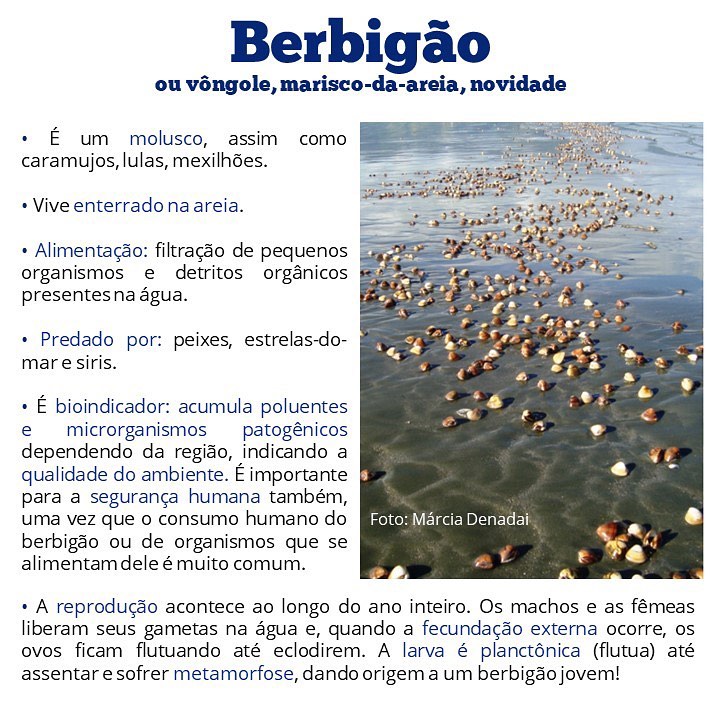 Berbigão
ou vôngole, marisco-da-areia, novidade
• É um molusco, assim como
caramujos, lulas, mexilhões.
• Vive enterrado na areia.
• Alimentação: filtração de pequenos
organismos e detritos orgânicos
presentes na água.
• Predado por: peixes, estrelas-do-
mar e siris.
• É bioindicador: acumula poluentes
e microrganismos patogênicos
dependendo da região, indicando a
qualidade do ambiente. É importante
para a segurança humana também,
uma vez que o consumo humano do
berbigão ou de organismos que se
alimentam dele é muito comum.
Foto: Márcia Denadai
• A reprodução acontece ao longo do ano inteiro. Os machos e as fêmeas
liberam seus gametas na água e, quando a fecundação externa ocorre, os
ovos ficam flutuando até eclodirem. A larva é planctônica (flutua) até
assentar e sofrer metamorfose, dando origem a um berbigão jovem!